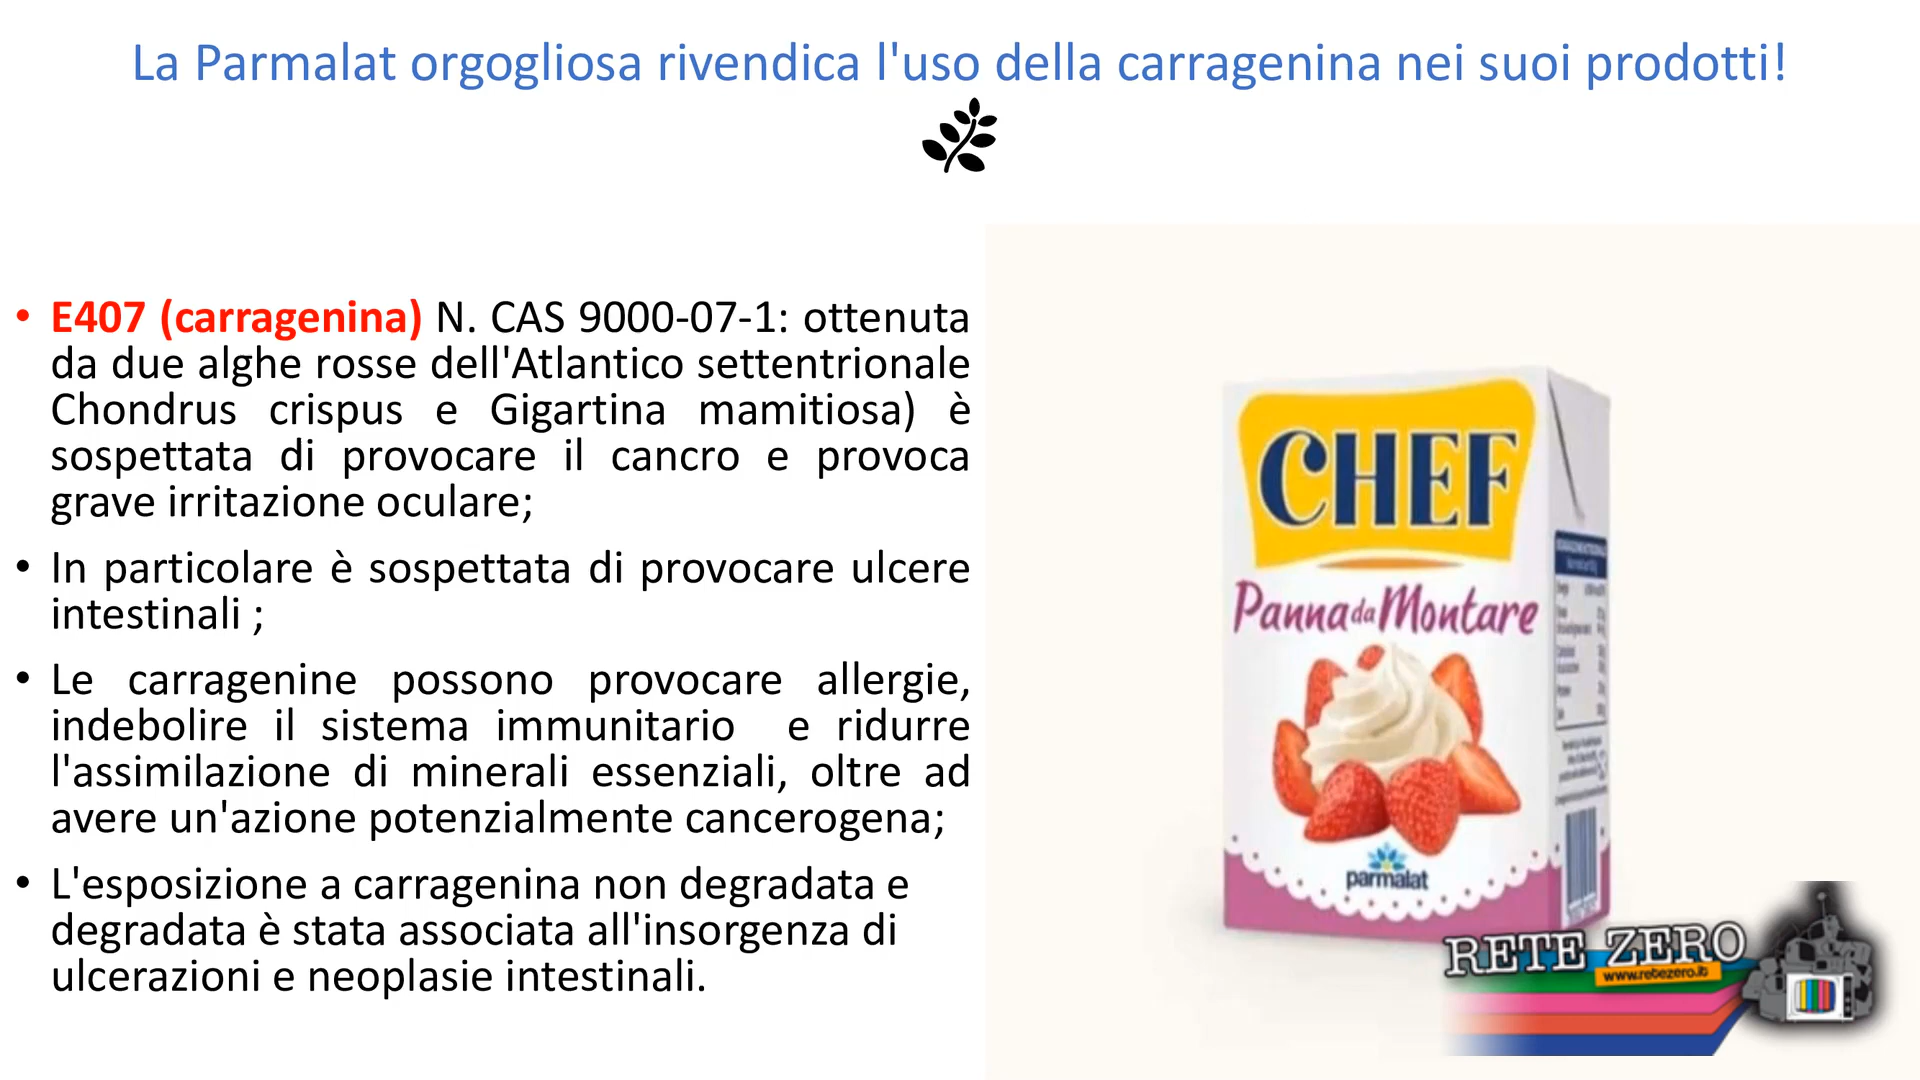 La Parmalat orgogliosa rivendica l'uso della carragenina nei suoi prodotti!
• E407 (carragenina) N. CAS 9000-07-1: ottenuta
da due alghe rosse dell'Atlantico settentrionale
Chondrus crispus e Gigartina mamitiosa) è
sospettata di provocare il cancro e provoca
grave irritazione oculare;
• In particolare è sospettata di provocare ulcere
intestinali ;
• Le carragenine possono provocare allergie,
indebolire il sistema immunitario e ridurre
l'assimilazione di minerali essenziali, oltre ad
avere un'azione potenzialmente cancerogena;
• L'esposizione a carragenina non degradata e
degradata è stata associata all'insorgenza di
ulcerazioni e neoplasie intestinali.
CHEF
Panna da Montare
parmalat
RETE ZERO
www.retezero.it